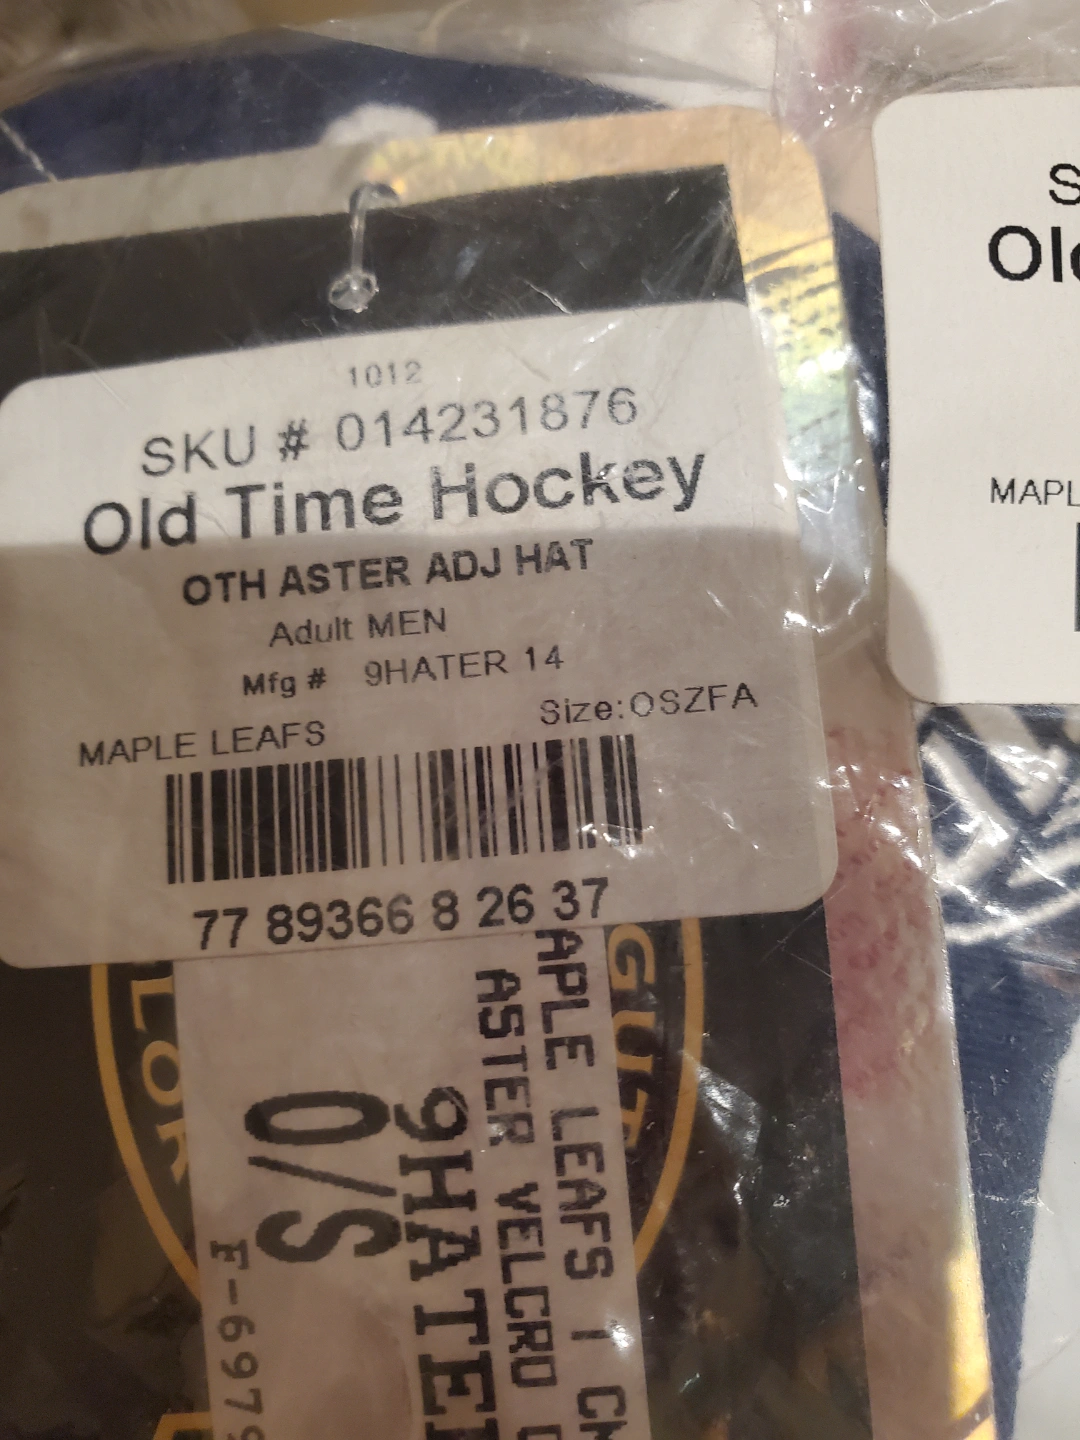 1012
SKU # 014231876
Old Time Hockey
OTH ASTER ADJ HAT
Adult MEN
Mfg # 9HATER 14
Size:OSZFA
MAPLE LEAFS
77 89366 8 26 37
APLE LEAFS
ASTER VELCRO
9HATE
O/S
F-6979
S
Old
MAPL